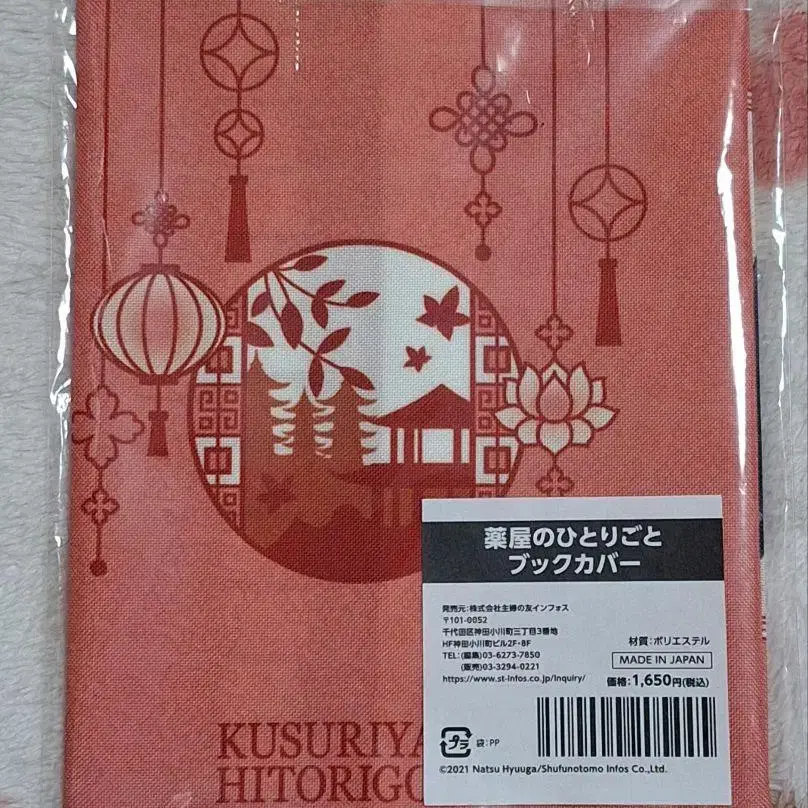 薬屋のひとりごと
ブックカバー
発売元:株式会社主婦の友インフォス
〒101-0052
千代田区神田小川町三丁目3番地
HF神田小川町ビル2F・8F
TEL:(編集)03-6273-7850
(販売)03-3294-0221
https://www.st-infos.co.jp/inquiry/
材質:ポリエステル
MADE IN JAPAN
価格:1,650円(税込)
プラ
袋:PP
©2021 Natsu Hyuuga/Shufunotomo Infos Co.,Ltd.
KUSURIYA
HITORIGO